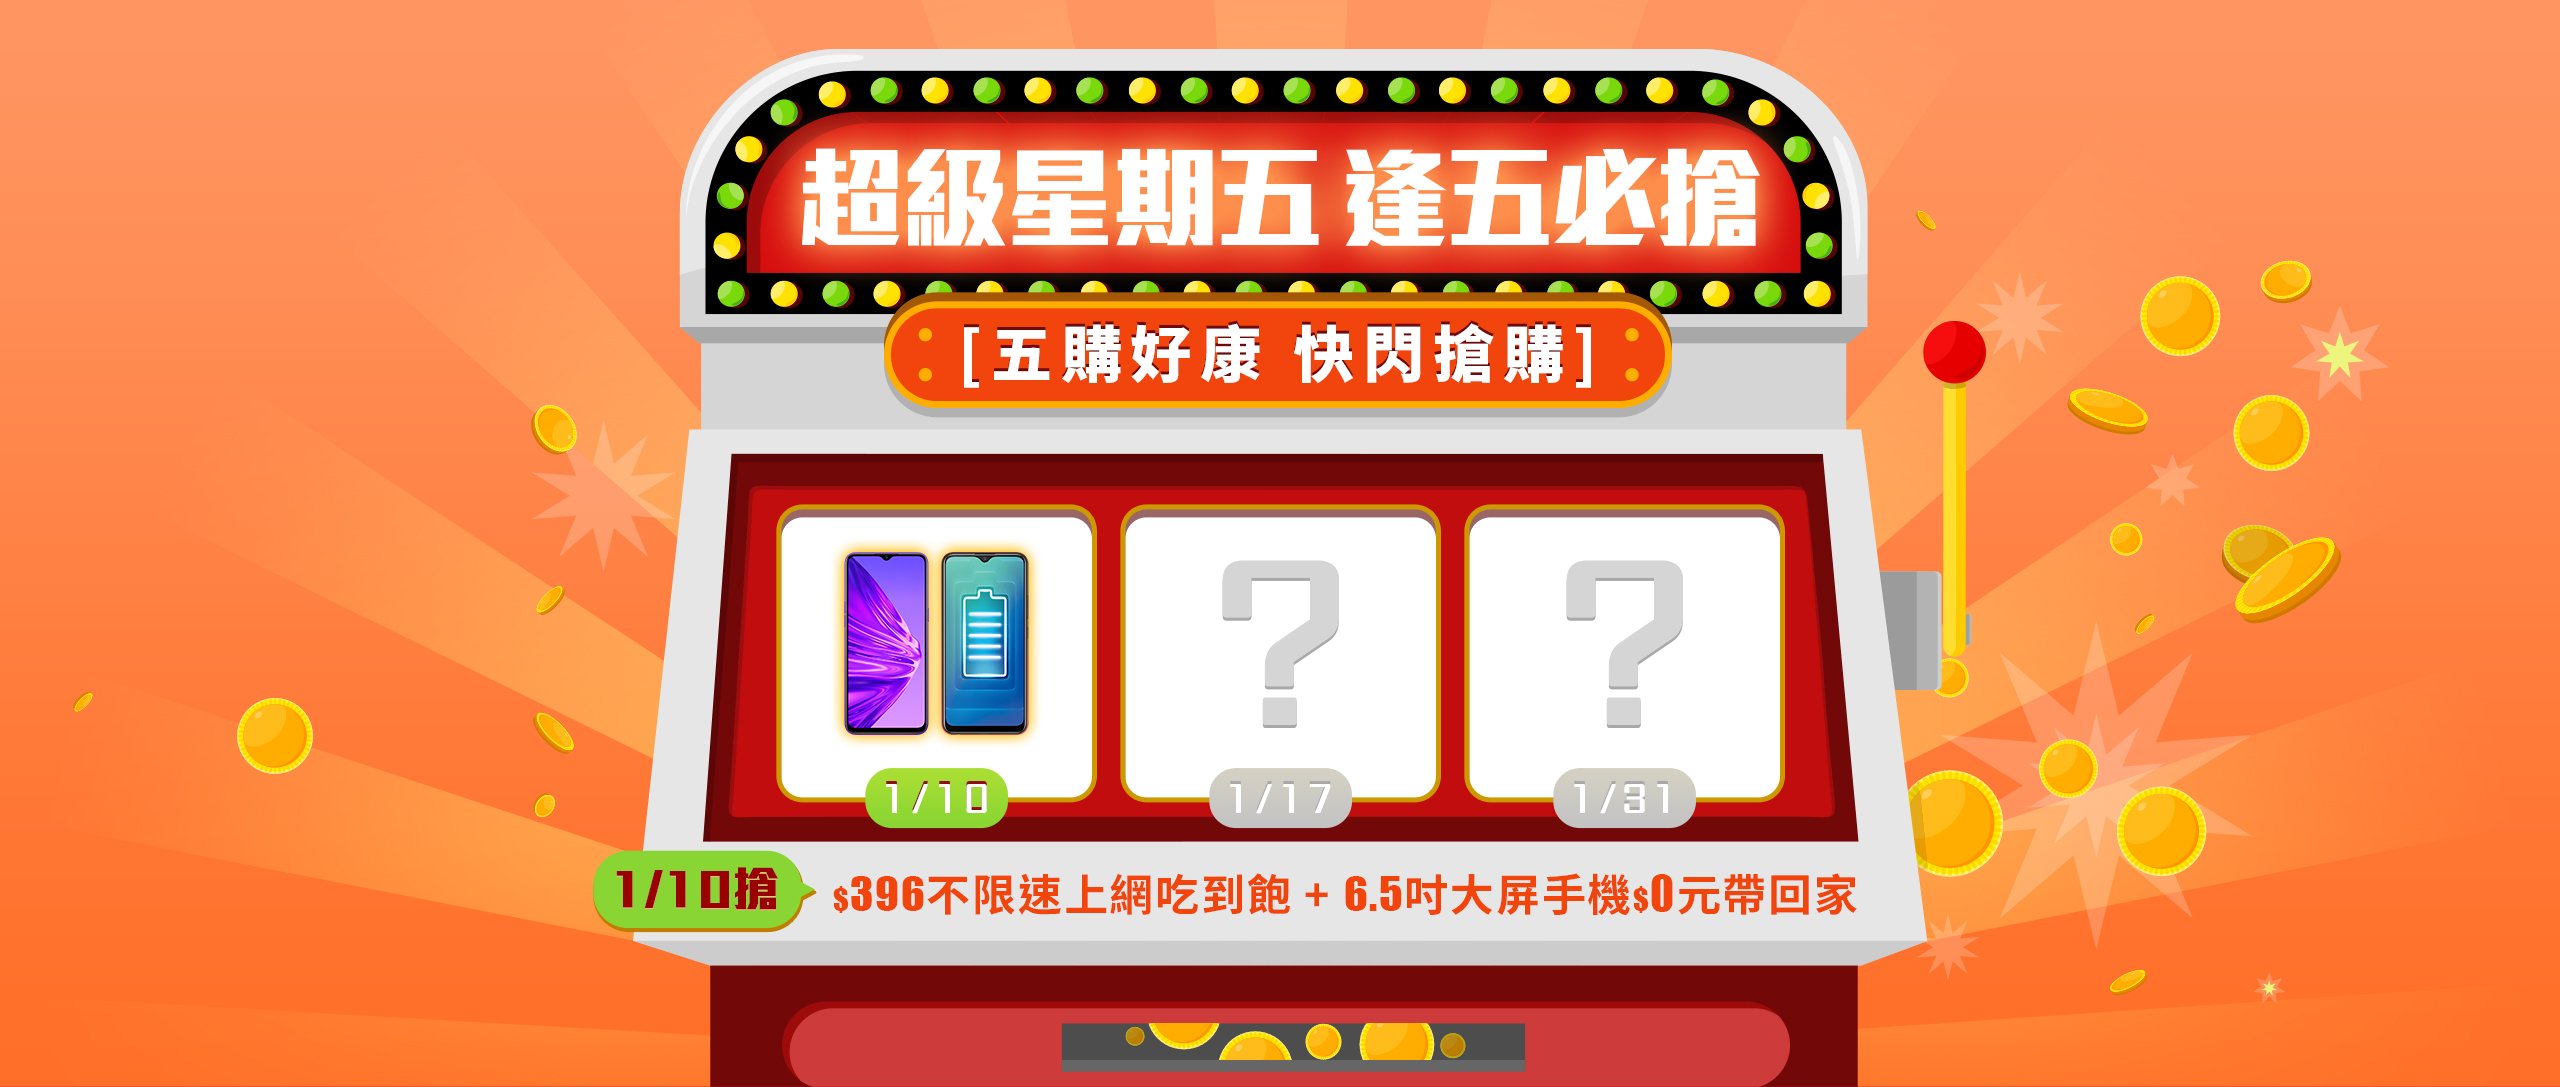 超級星期五 逢五必搶
[五購好康 快閃搶購]
?
?
1/10
1/17
1/31
1/10搶
$396不限速上網吃到飽 + 6.5吋大屏手機$0元帶回家